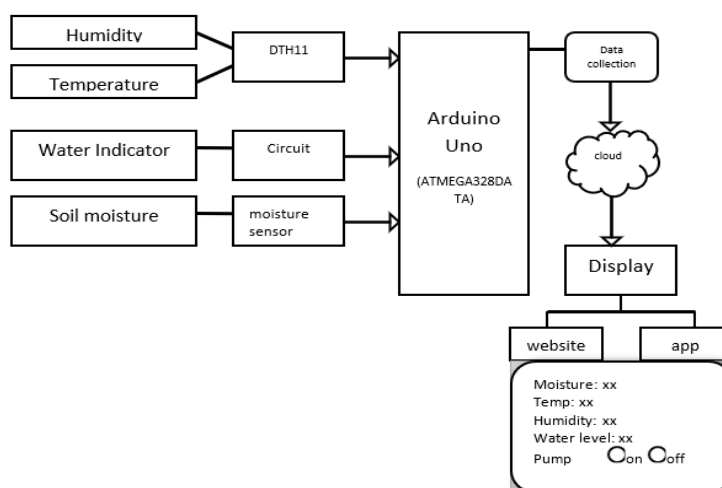 Humidity
Temperature
DTH11
Water Indicator
Circuit
Soil moisture
moisture
sensor
Arduino
Uno
(ATMEGA328DA
TA)
Data
collection
cloud
Display
website
app
Moisture: xx
Temp: xx
Humidity: xx
Water level: xx
Pump on off